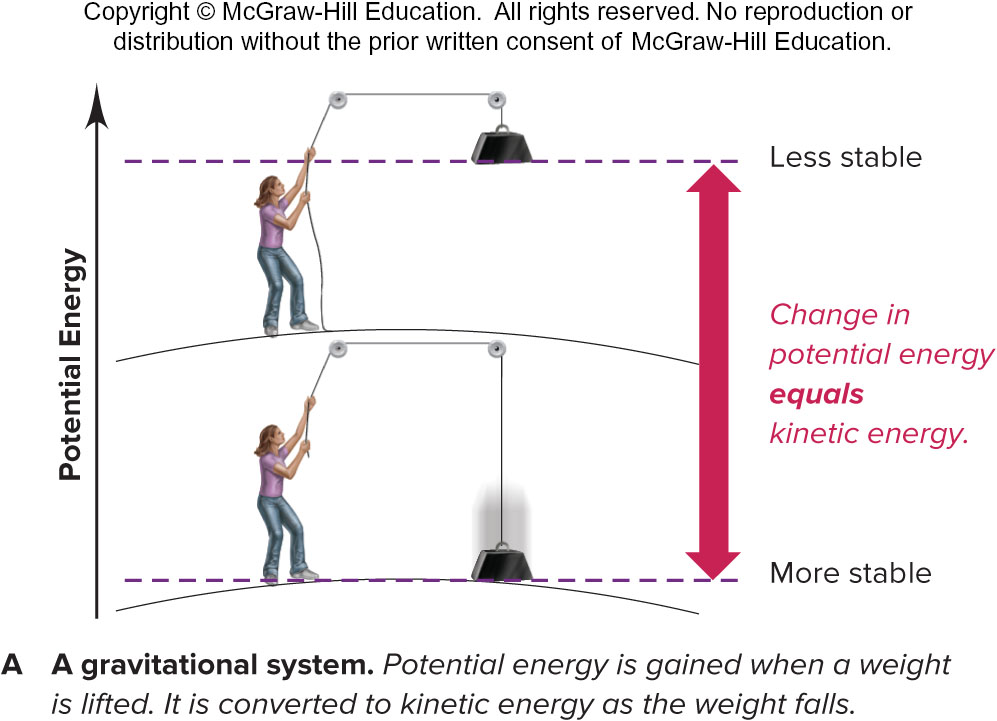 Copyright © McGraw-Hill Education.  All rights reserved. No reproduction or
distribution without the prior written consent of McGraw-Hill Education.
Less stable
Potential Energy
Change in
potential energy
equals
kinetic energy.
More stable
A A gravitational system. Potential energy is gained when a weight
is lifted. It is converted to kinetic energy as the weight falls.